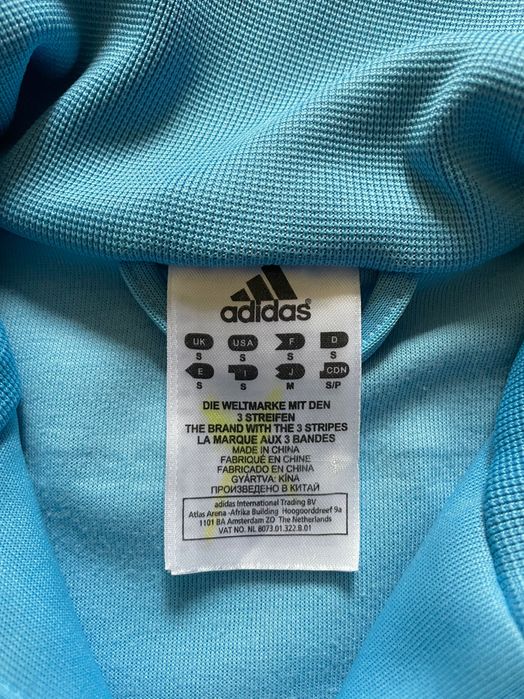 adidas®
UK USA F D
S S S S
E I J CDN
S S M S/P
DIE WELTMARKE MIT DEN
3 STREIFEN
THE BRAND WITH THE 3 STRIPES
LA MARQUE AUX 3 BANDES
MADE IN CHINA
FABRIQUÉ EN CHINE
FABRICADO EN CHINA
GYÁRTVA: KÍNA
ПРОИЗВЕДЕНО В КИТАЙ
adidas International Trading BV
Atlas Arena -Afrika Building Hoogoorddreef 9a
1101 BA Amsterdam ZO The Netherlands
VAT NO. NL 8073.01.322.B.01